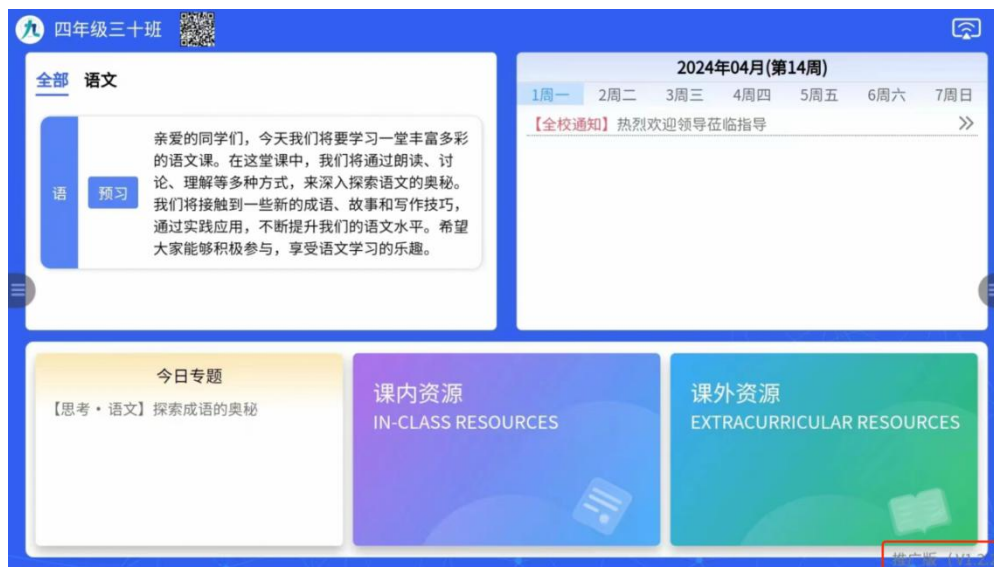 九 四年级三十班
全部 语文
语
预习
亲爱的同学们，今天我们将要学习一堂丰富多彩
的语文课。在这堂课中，我们将通过朗读、讨
论、理解等多种方式，来深入探索语文的奥秘。
我们将接触到一些新的成语、故事和写作技巧，
通过实践应用，不断提升我们的语文水平。希望
大家能够积极参与，享受语文学习的乐趣。
2024年04月(第14周)
1周一 2周二 3周三 4周四 5周五 6周六 7周日
【全校通知】热烈欢迎领导莅临指导
今日专题
【思考·语文】探索成语的奥秘
课内资源
IN-CLASS RESOURCES
课外资源
EXTRACURRICULAR RESOURCES
推广版（V1.2.